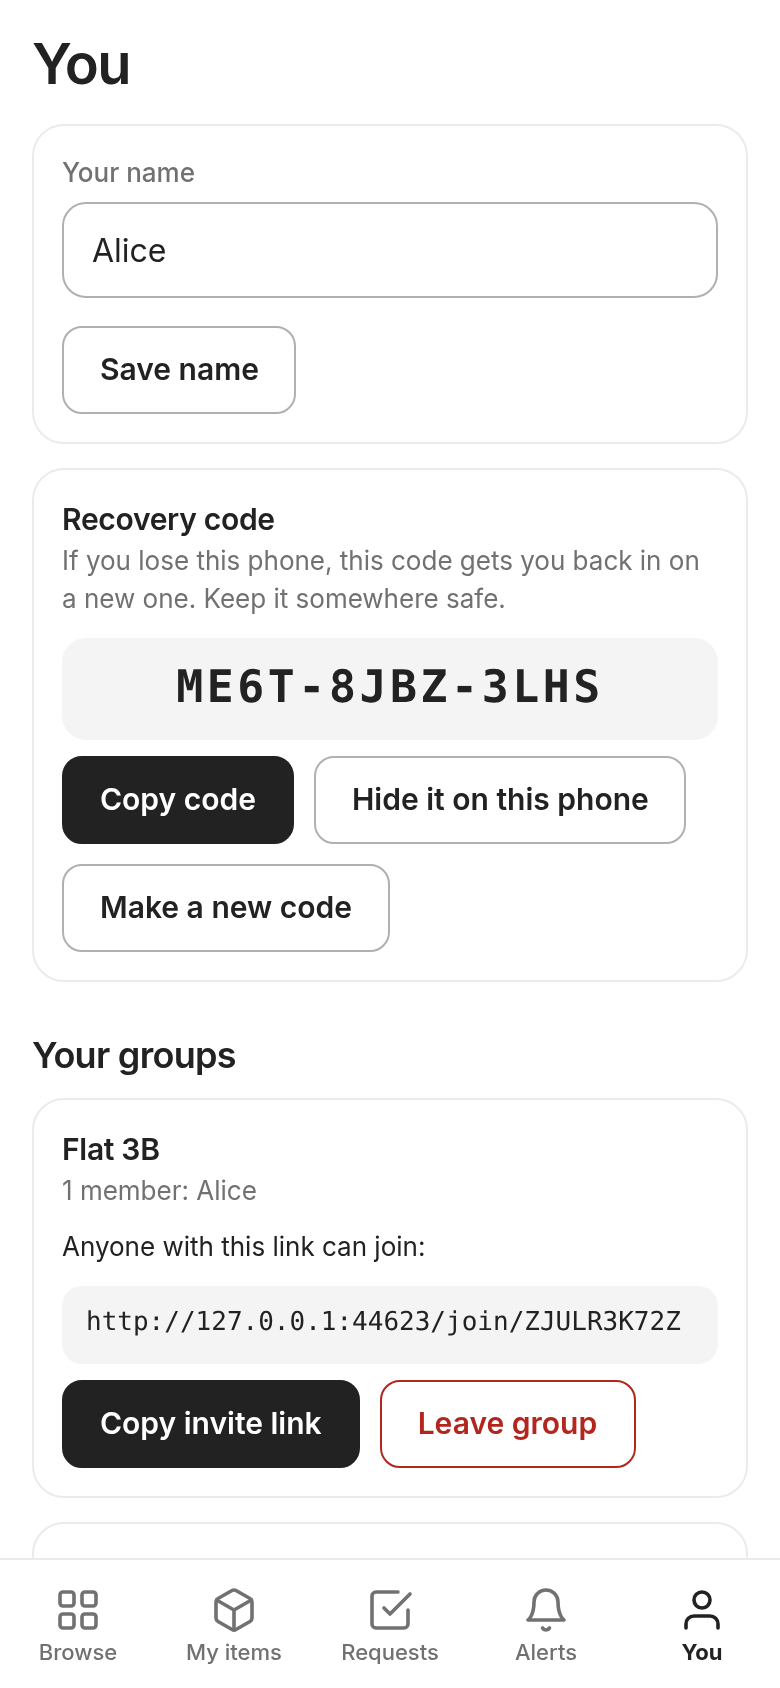 You
Your name
Alice
Save name
Recovery code
If you lose this phone, this code gets you back in on
a new one. Keep it somewhere safe.
ME6T-8JBZ-3LHS
Copy code
Hide it on this phone
Make a new code
Your groups
Flat 3B
1 member: Alice
Anyone with this link can join:
http://127.0.0.1:44623/join/ZJULR3K72Z
Copy invite link
Leave group
Browse
My items
Requests
Alerts
You